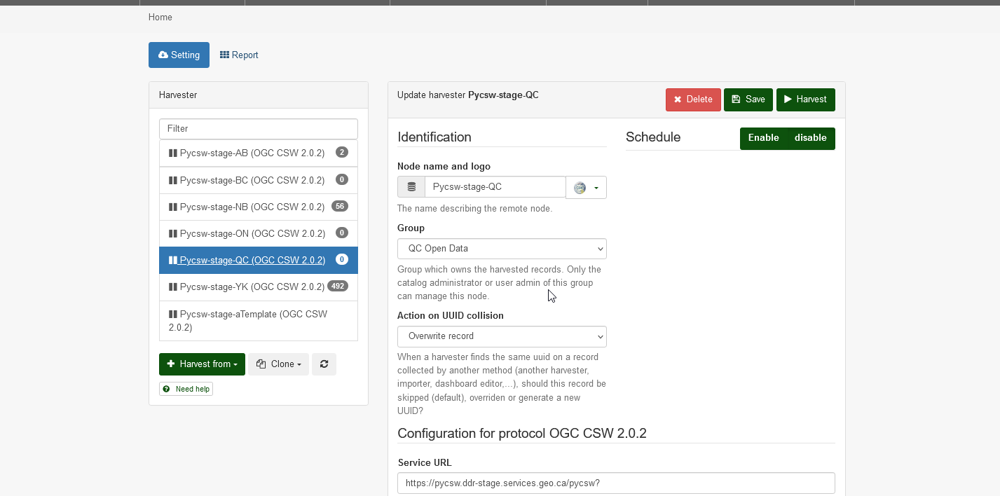 Home
Setting
Report
Harvester
Filter
Pycsw-stage-AB (OGC CSW 2.0.2) 2
Pycsw-stage-BC (OGC CSW 2.0.2) 0
Pycsw-stage-NB (OGC CSW 2.0.2) 56
Pycsw-stage-ON (OGC CSW 2.0.2) 0
Pycsw-stage-QC (OGC CSW 2.0.2) 0
Pycsw-stage-YK (OGC CSW 2.0.2) 492
Pycsw-stage-aTemplate (OGC CSW
2.0.2)
Harvest from
Clone
Need help
Update harvester Pycsw-stage-QC
Delete
Save
Harvest
Identification
Node name and logo
Pycsw-stage-QC
The name describing the remote node.
Group
QC Open Data
Group which owns the harvested records. Only the
catalog administrator or user admin of this group
can manage this node.
Action on UUID collision
Overwrite record
When a harvester finds the same uuid on a record
collected by another method (another harvester,
importer, dashboard editor,...), should this record be
skipped (default), overriden or generate a new
UUID?
Schedule
Enable
disable
Configuration for protocol OGC CSW 2.0.2
Service URL
https://pycsw.ddr-stage.services.geo.ca/pycsw?